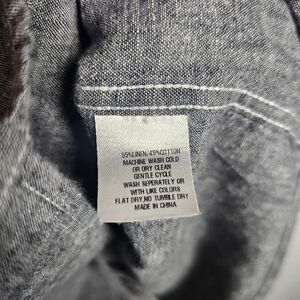 55%LINEN/45%COTTON
MACHINE WASH COLD
OR DRY CLEAN
GENTLE CYCLE
WASH SEPERATELY OR
WITH LIKE COLORS
FLAT DRY,NO TUMBLE DRY
MADE IN CHINA